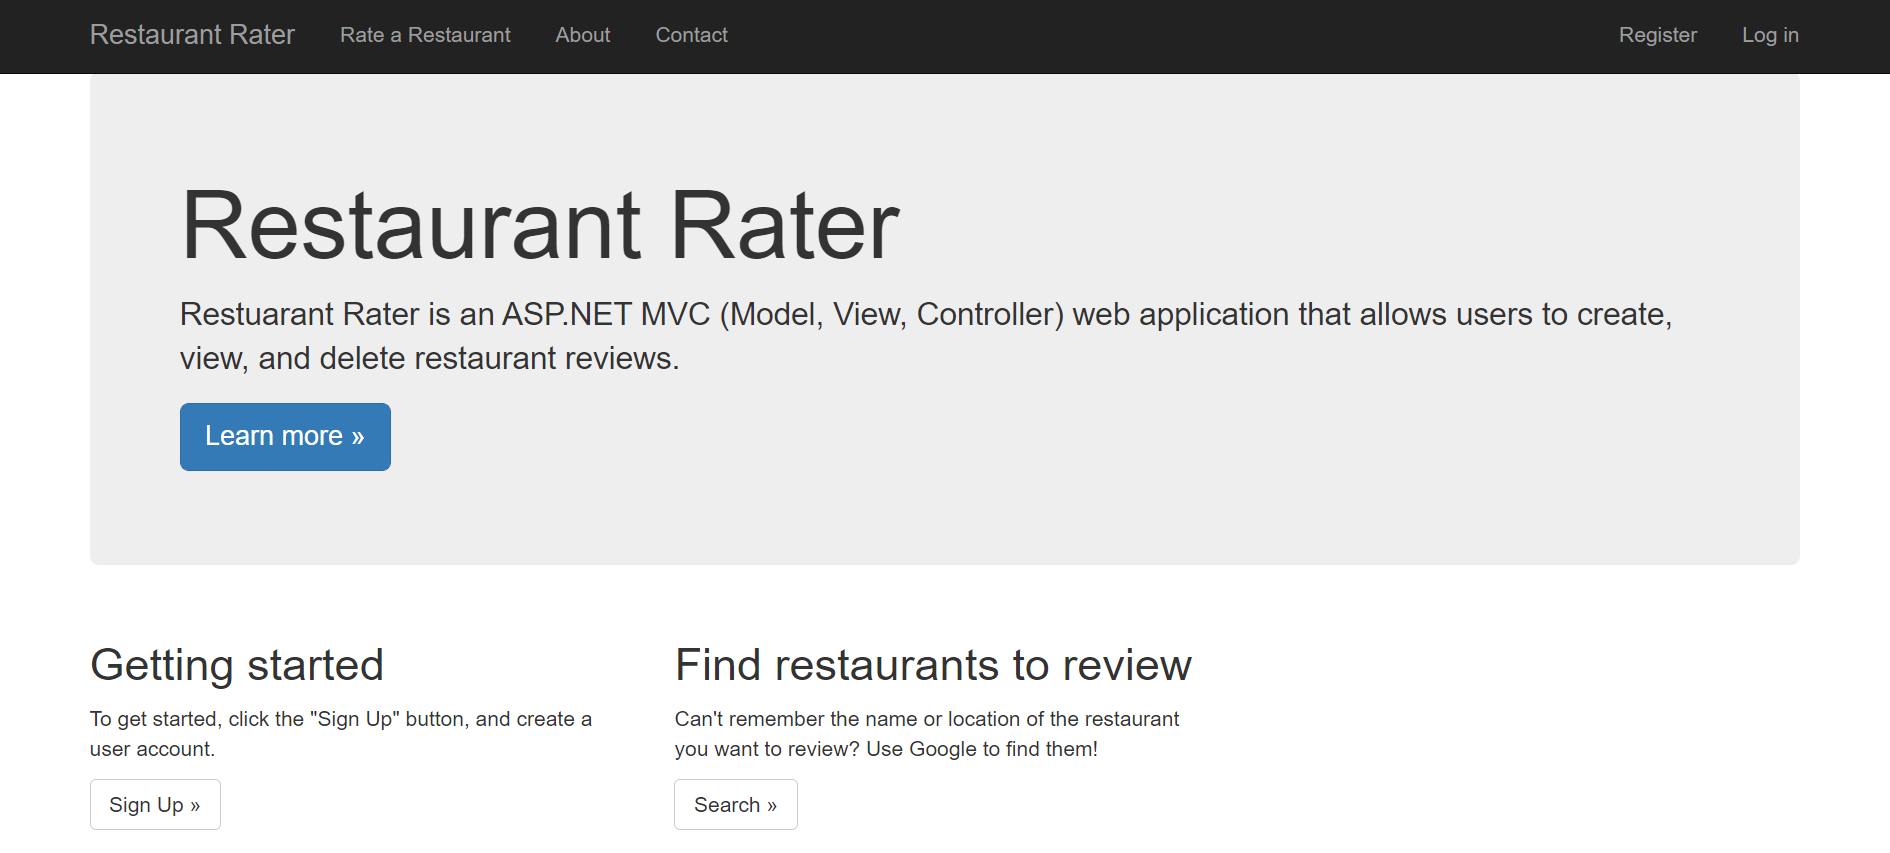 Restaurant Rater Rate a Restaurant About Contact Register Log in
Restaurant Rater
Restuarant Rater is an ASP.NET MVC (Model, View, Controller) web application that allows users to create,
view, and delete restaurant reviews.
Learn more »
Getting started
To get started, click the "Sign Up" button, and create a
user account.
Sign Up »
Find restaurants to review
Can't remember the name or location of the restaurant
you want to review? Use Google to find them!
Search »